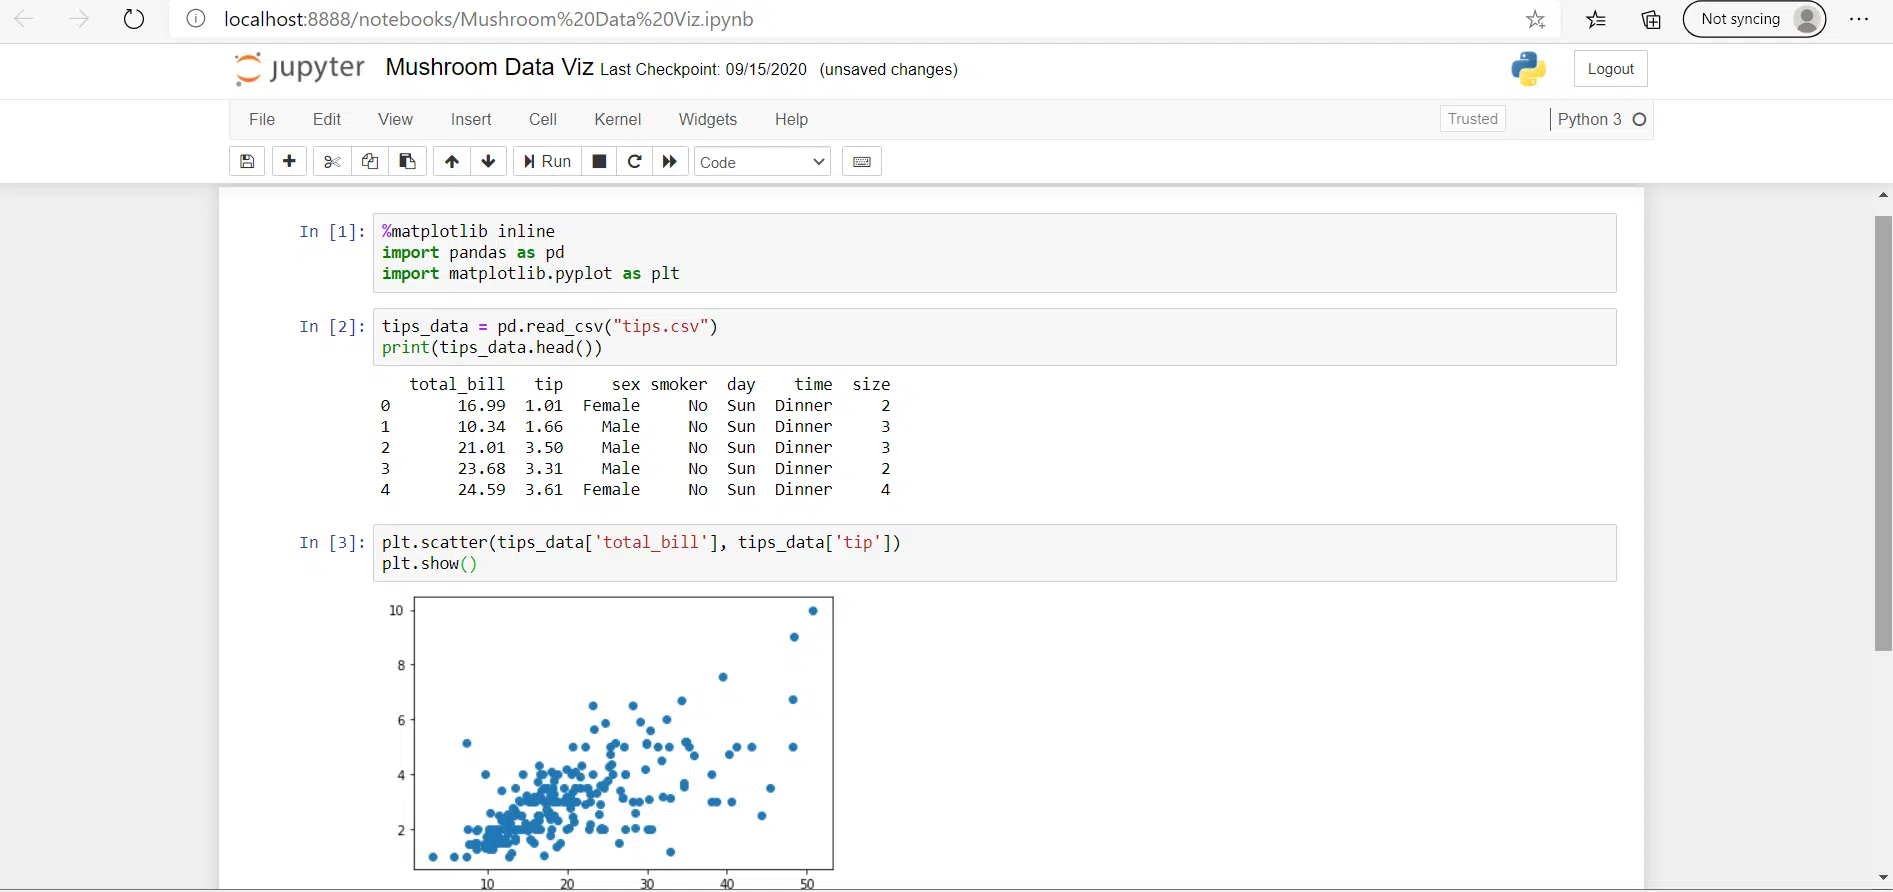 localhost:8888/notebooks/Mushroom%20Data%20Viz.ipynb
Not syncing
jupyter Mushroom Data Viz Last Checkpoint: 09/15/2020 (unsaved changes)
Logout
File Edit View Insert Cell Kernel Widgets Help
Trusted
Python 3
Run
Code
In [1]: %matplotlib inline
import pandas as pd
import matplotlib.pyplot as plt
In [2]: tips_data = pd.read_csv("tips.csv")
print(tips_data.head())
total_bill tip sex smoker day time size
0 16.99 1.01 Female No Sun Dinner 2
1 10.34 1.66 Male No Sun Dinner 3
2 21.01 3.50 Male No Sun Dinner 3
3 23.68 3.31 Male No Sun Dinner 2
4 24.59 3.61 Female No Sun Dinner 4
In [3]: plt.scatter(tips_data['total_bill'], tips_data['tip'])
plt.show()
10
8
6
4
2
10 20 30 40 50